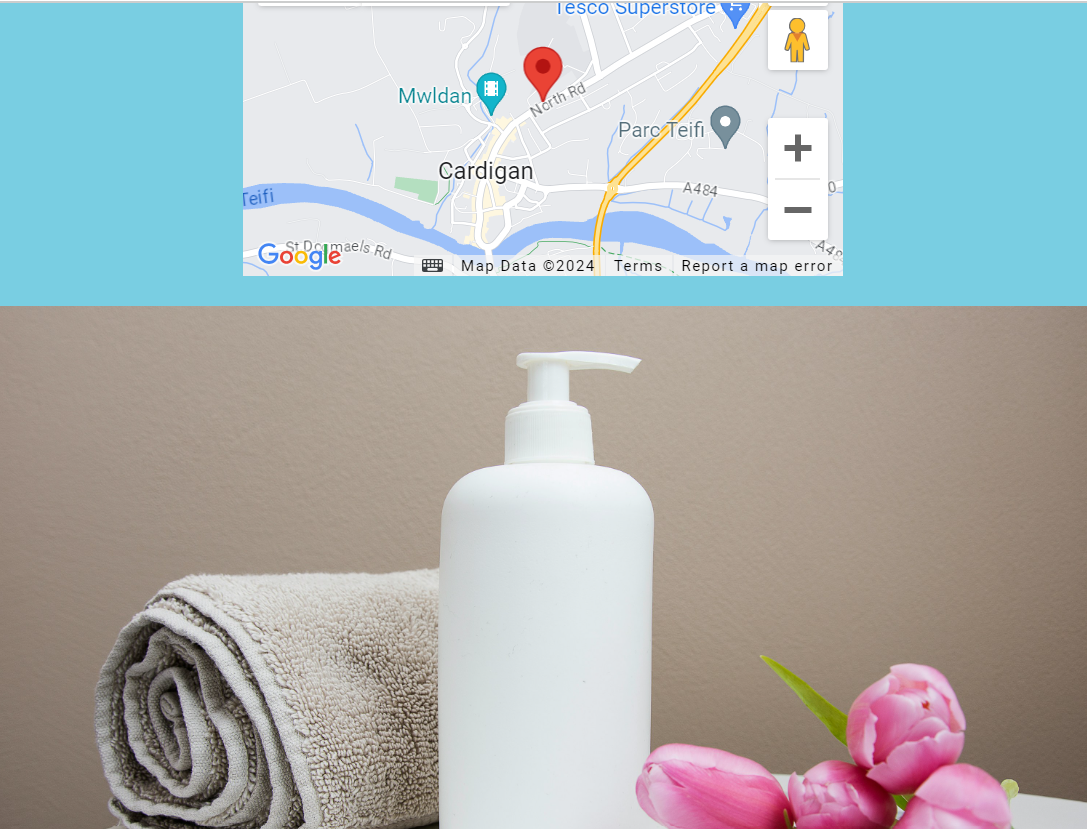 Tesco Superstore
Mwldan
North Rd
Parc Teifi
Cardigan
A484
Teifi
St Dogmaels Rd
Google
Map Data ©2024
Terms
Report a map error